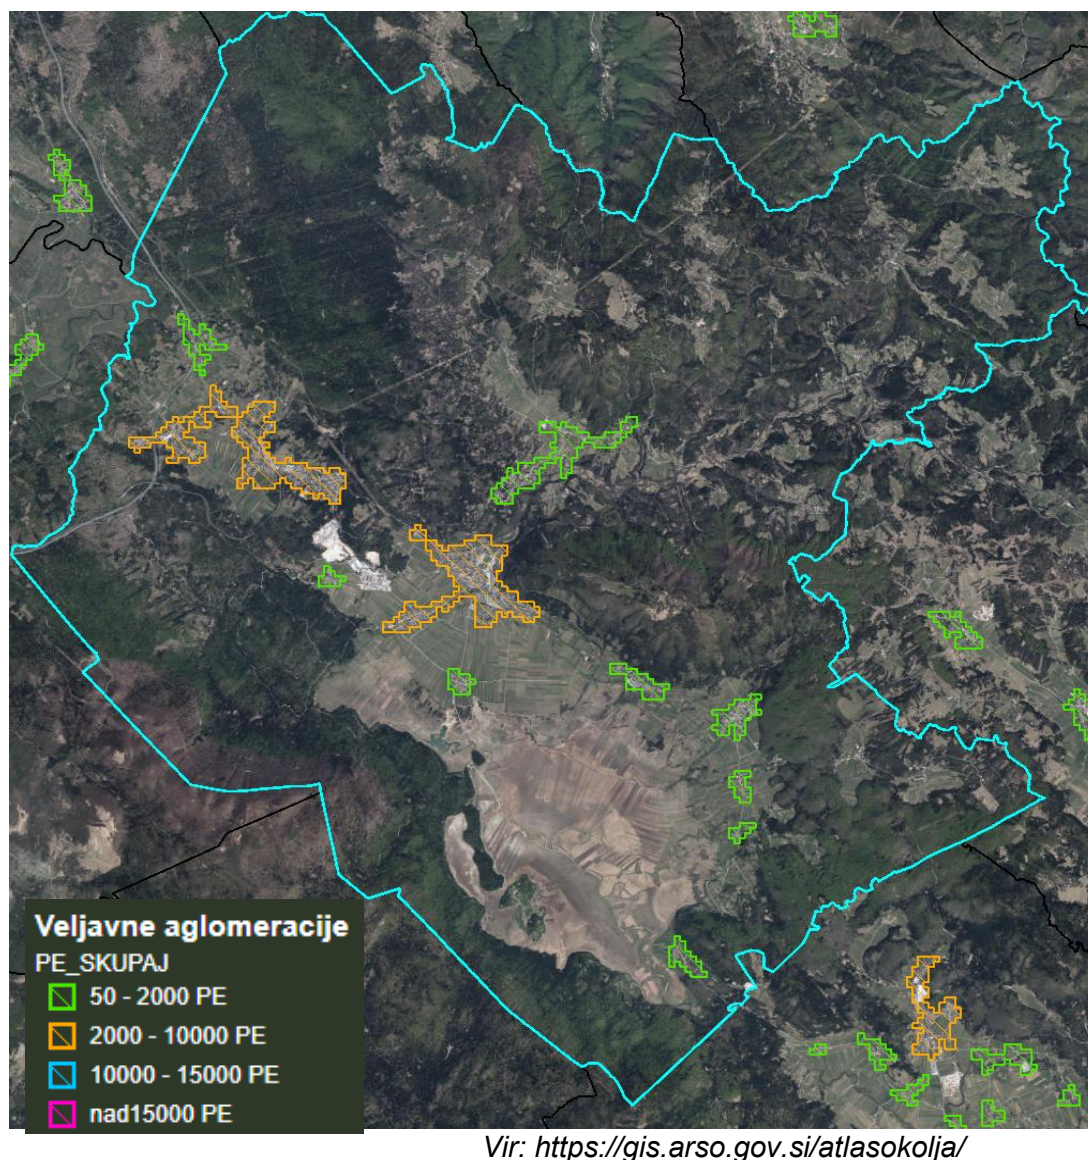 Veljavne aglomeracije
PE_SKUPAJ
50 - 2000 PE
2000 - 10000 PE
10000 - 15000 PE
nad15000 PE
Vir: https://gis.arso.gov.si/atlasokolja/